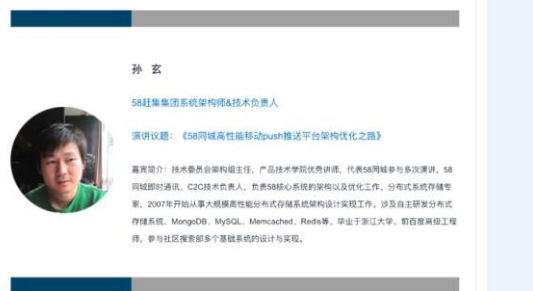 孙 玄
58赶集集团系统架构师&技术负责人
演讲议题：《58同城高性能移动push推送平台架构优化之路》
嘉宾简介：技术委员会架构组主任，产品技术学院优秀讲师，代表58同城参与多次演讲，58
同城即时通讯、C2C技术负责人，负责58核心系统的架构以及优化工作。分布式系统存储专
家，2007年开始从事大规模高性能分布式存储系统架构设计实现工作。涉及自主研发分布式
存储系统、MongoDB、MySQL、Memcached、Redis等，毕业于浙江大学，前百度高级工程
师，参与社区搜索部多个基础系统的设计与实现。